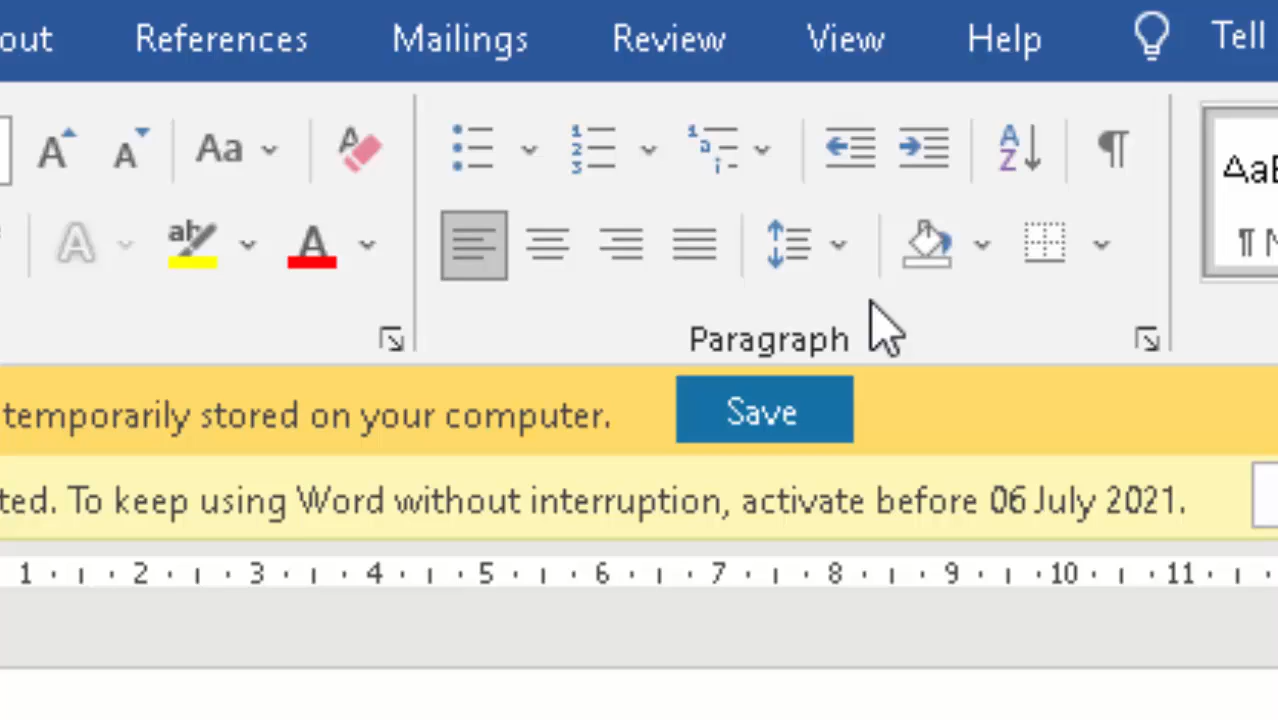 out References Mailings Review View Help Tell
Aa
Paragraph
temporarily stored on your computer. Save
ted. To keep using Word without interruption, activate before 06 July 2021.
1 2 3 4 5 6 7 8 9 10 11